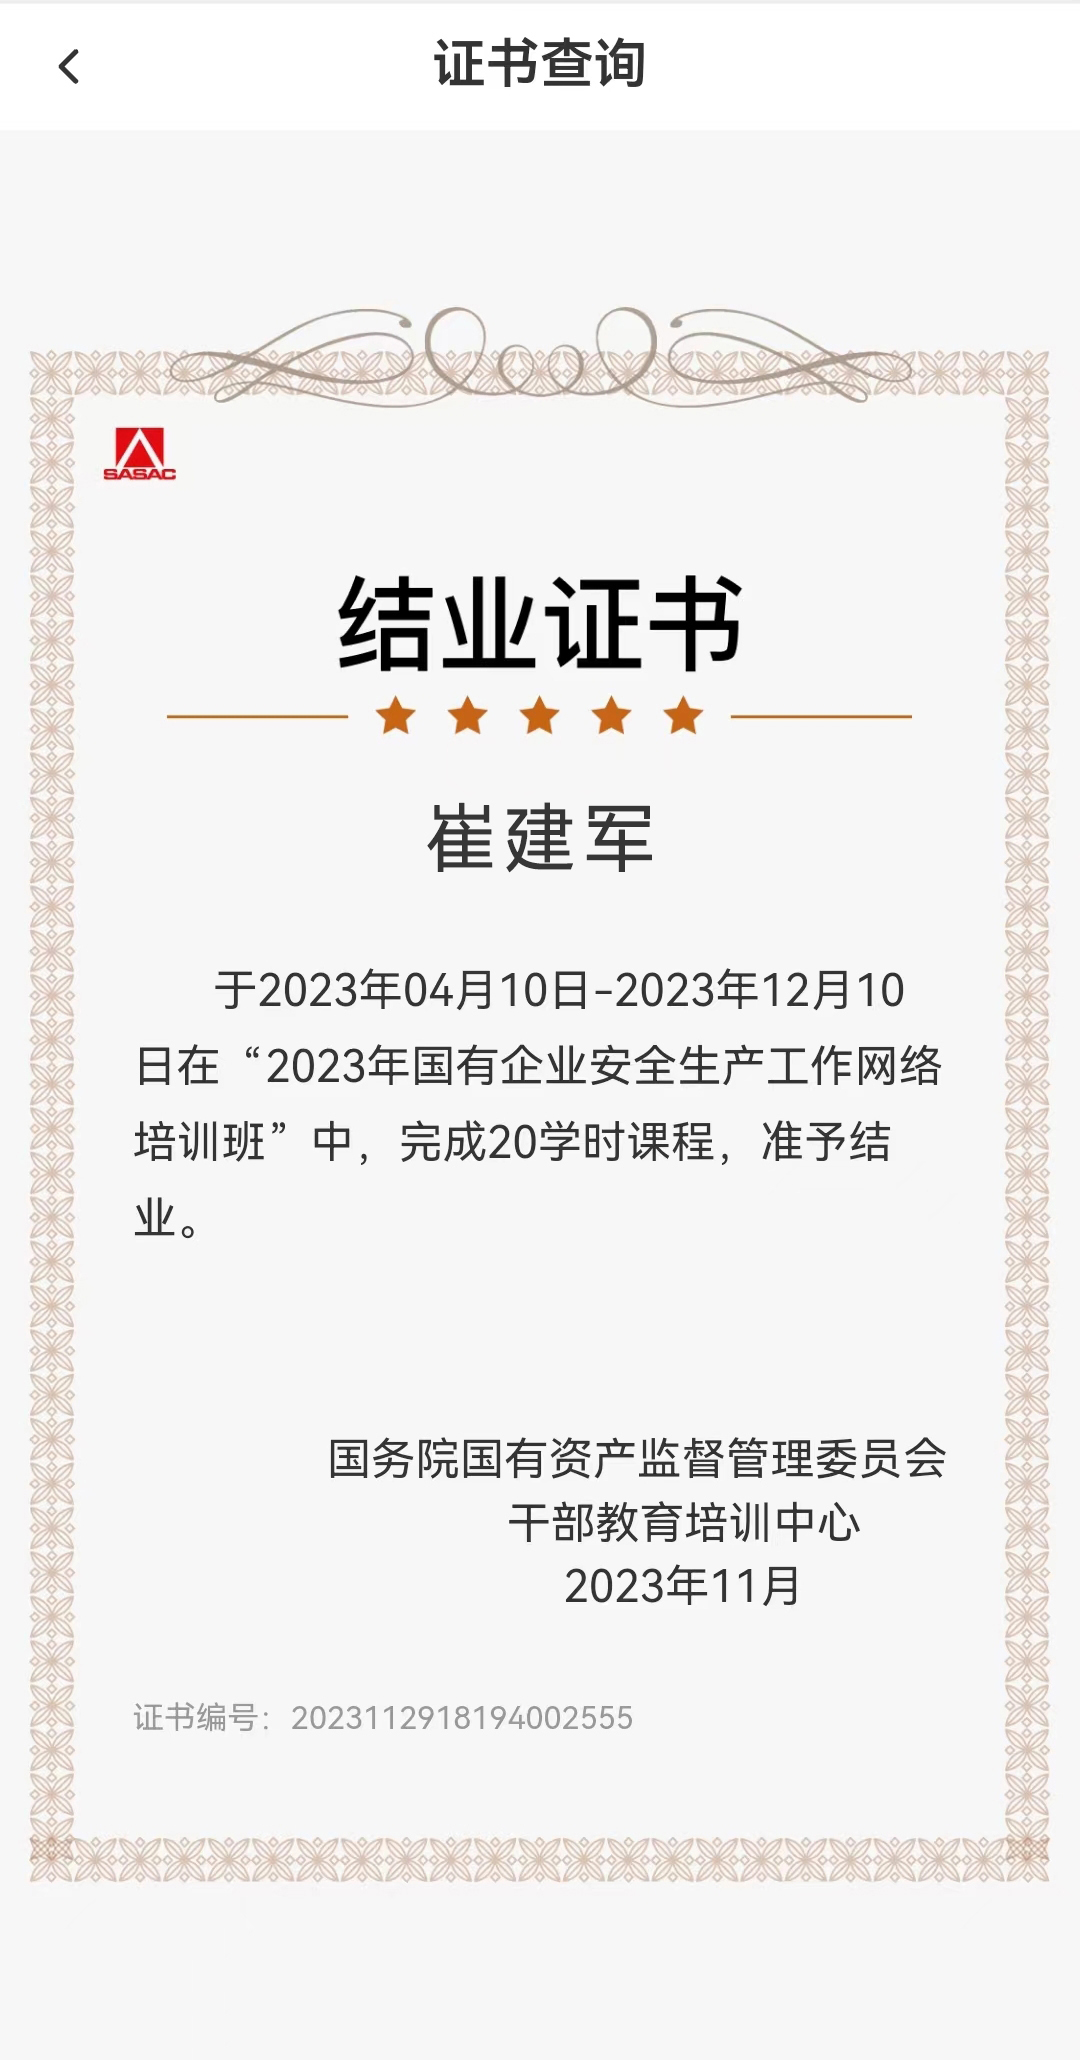 证书查询
SASAC
结业证书
崔建军
于2023年04月10日-2023年12月10
日在“2023年国有企业安全生产工作网络
培训班”中，完成20学时课程，准予结
业。
国务院国有资产监督管理委员会
干部教育培训中心
2023年11月
证书编号：2023112918194002555